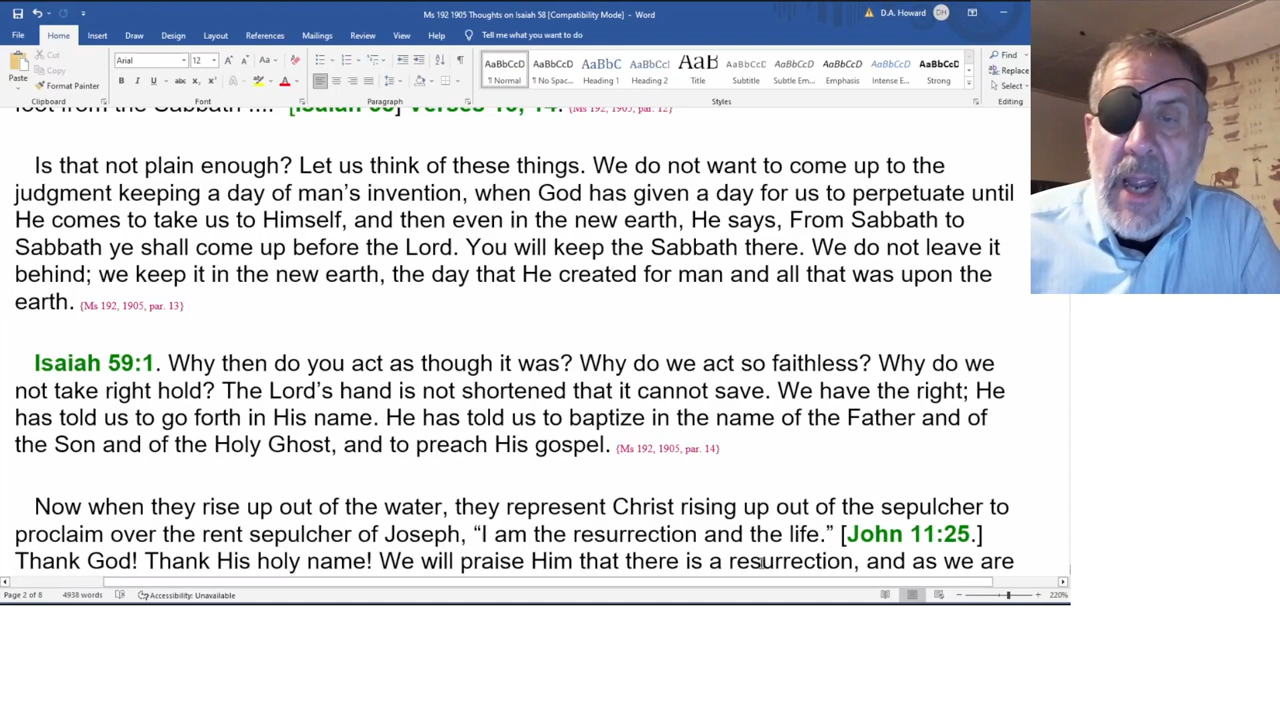 Ms 192 1905 Thoughts on Isaiah 58 [Compatibility Mode] - Word
D.A. Howard DH
File Home Insert Draw Design Layout References Mailings Review View Help Tell me what you want to do
Paste Cut Copy Format Painter
Arial 12
AaBbCcD AaBbCcD AaBbC AaBbCcl AaB AaBbCcD AaBbCcD AaBbCcD AaBbCcD AaBbCcD
¶ Normal ¶ No Spac... Heading 1 Heading 2 Title Subtitle Subtle Em... Emphasis Intense E... Strong
Find
Replace
Select
Clipboard Font Paragraph Styles Editing
{Ms 192, 1905, par. 12}
Is that not plain enough? Let us think of these things. We do not want to come up to the
judgment keeping a day of man’s invention, when God has given a day for us to perpetuate until
He comes to take us to Himself, and then even in the new earth, He says, From Sabbath to
Sabbath ye shall come up before the Lord. You will keep the Sabbath there. We do not leave it
behind; we keep it in the new earth, the day that He created for man and all that was upon the
earth. {Ms 192, 1905, par. 13}
Isaiah 59:1. Why then do you act as though it was? Why do we act so faithless? Why do we
not take right hold? The Lord’s hand is not shortened that it cannot save. We have the right; He
has told us to go forth in His name. He has told us to baptize in the name of the Father and of
the Son and of the Holy Ghost, and to preach His gospel. {Ms 192, 1905, par. 14}
Now when they rise up out of the water, they represent Christ rising up out of the sepulcher to
proclaim over the rent sepulcher of Joseph, “I am the resurrection and the life.” [John 11:25.]
Thank God! Thank His holy name! We will praise Him that there is a resurrection, and as we are
Page 2 of 8 4938 words Accessibility: Unavailable 220%